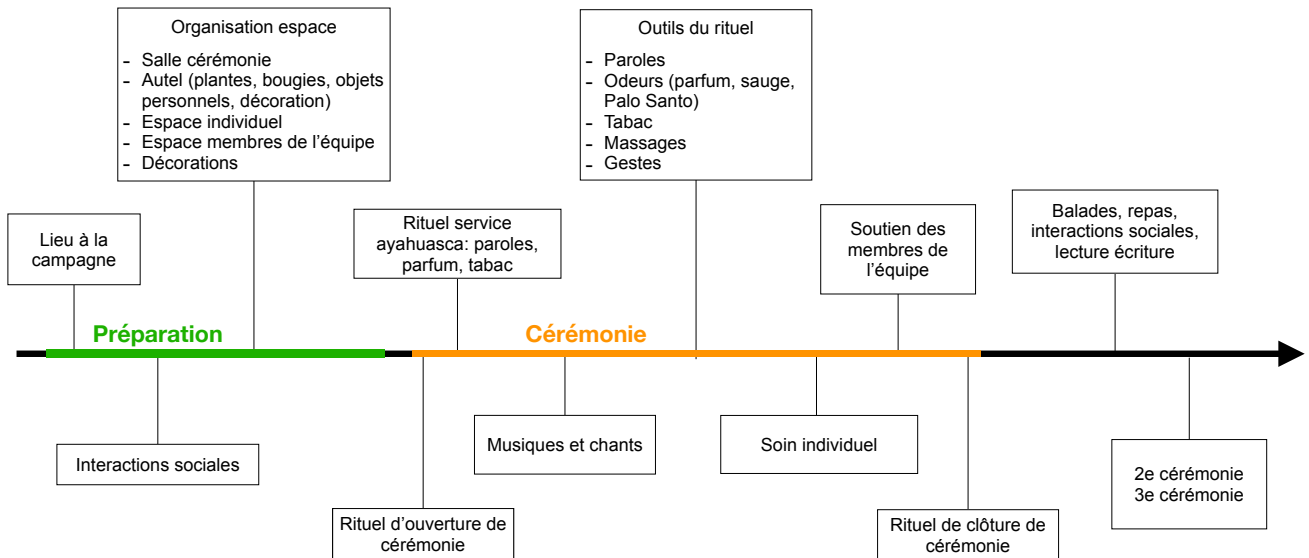 Organisation espace
- Salle cérémonie
- Autel (plantes, bougies, objets
personnels, décoration)
- Espace individuel
- Espace membres de l'équipe
- Décorations
Outils du rituel
- Paroles
- Odeurs (parfum, sauge,
Palo Santo)
- Tabac
- Massages
- Gestes
Lieu à la
campagne
Rituel service
ayahuasca: paroles,
parfum, tabac
Soutien des
membres de
l'équipe
Balades, repas,
interactions sociales,
lecture écriture
Préparation
Cérémonie
Interactions sociales
Musiques et chants
Soin individuel
2e cérémonie
3e cérémonie
Rituel d'ouverture de
cérémonie
Rituel de clôture de
cérémonie